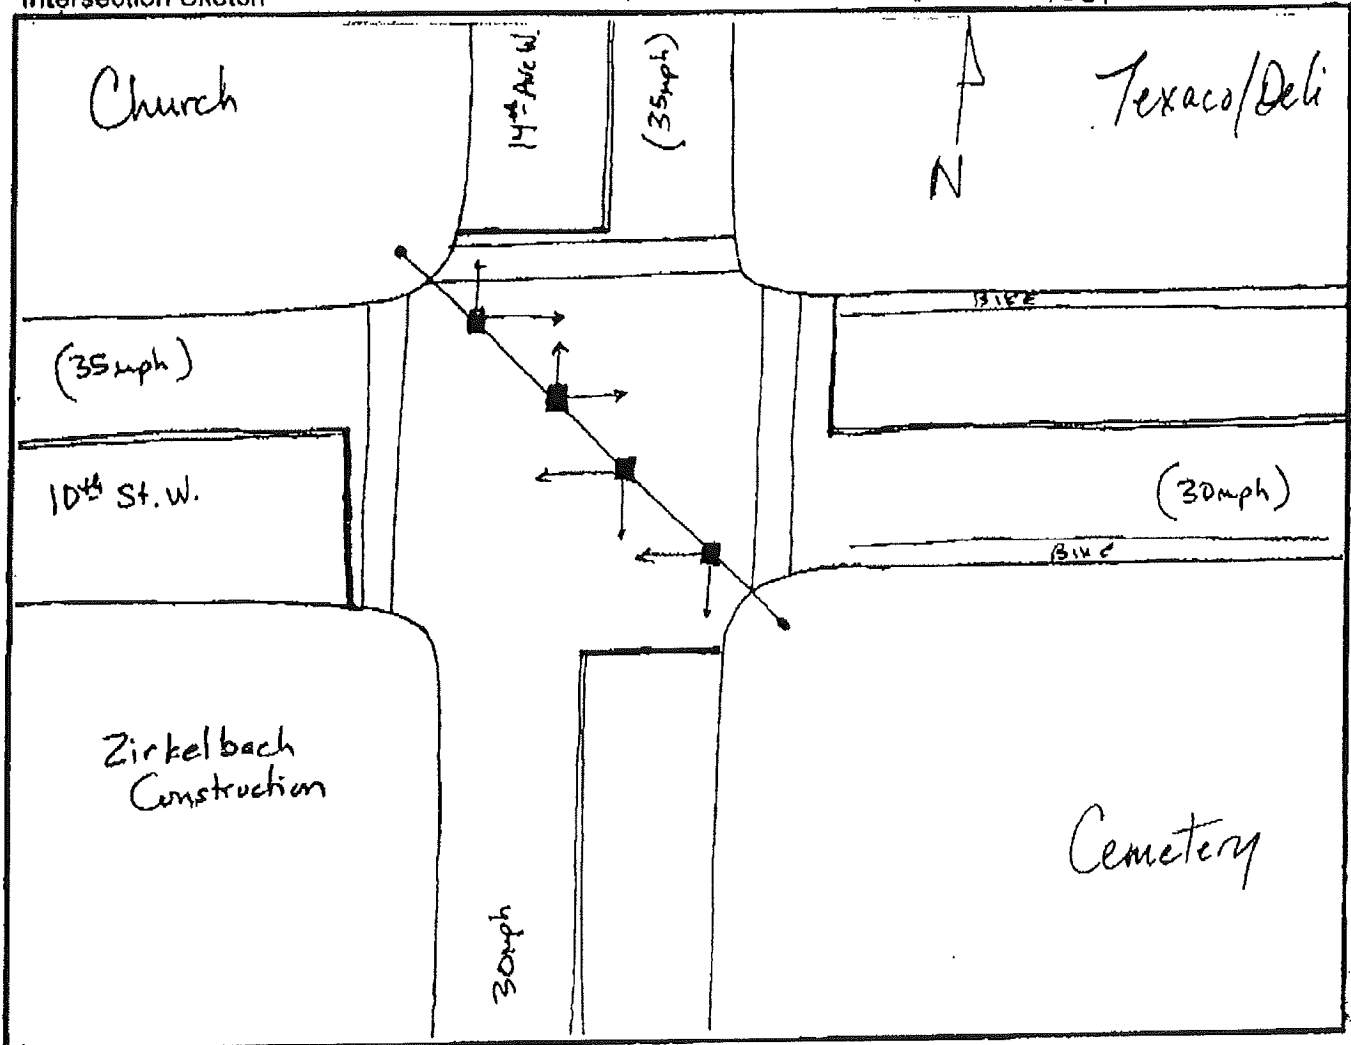 Intersection Sketch
Church
14th Ave W.
(35mph)
N
Texaco/Deli
BIKE
(35mph)
10th St. W.
(30mph)
BIKE
Zirkelbach
Construction
30mph
Cemetery